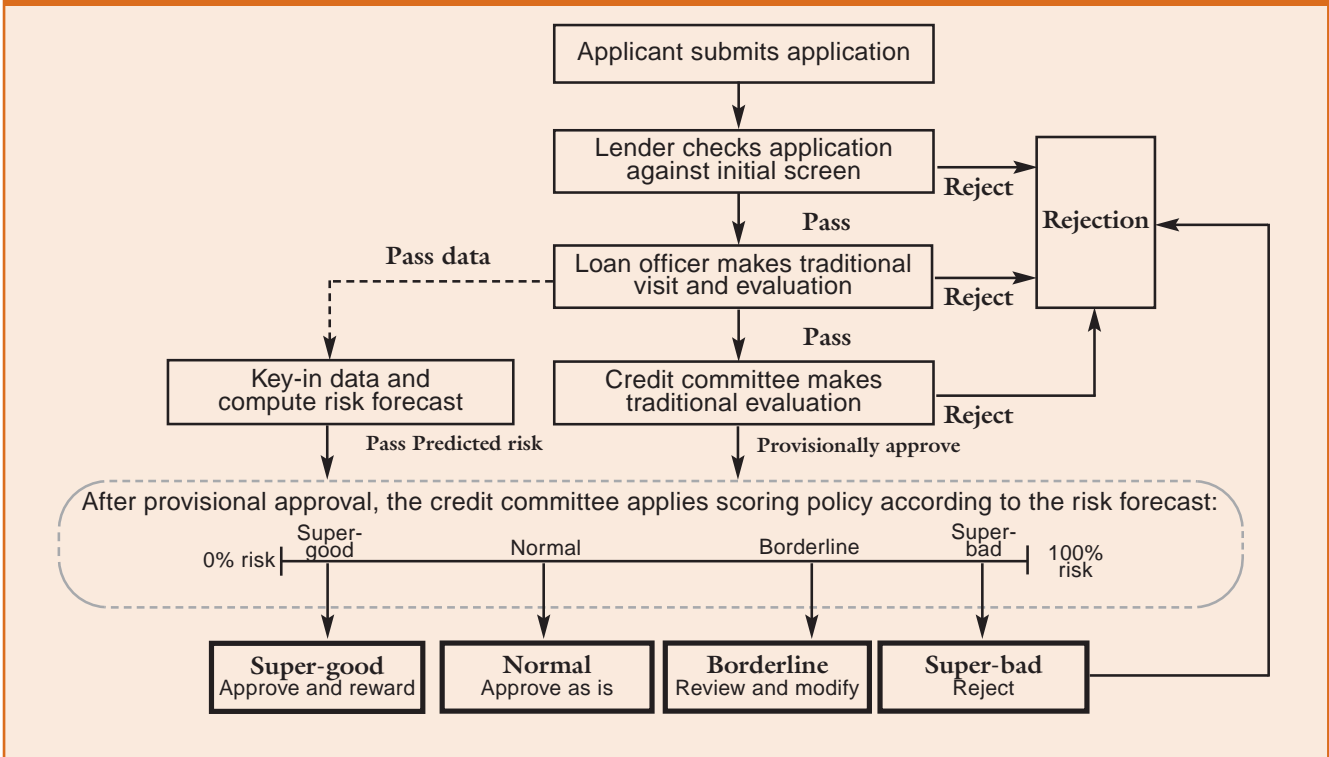 Applicant submits application
Lender checks application
against initial screen
Reject
Rejection
Pass
Pass data
Loan officer makes traditional
visit and evaluation
Reject
Pass
Key-in data and
compute risk forecast
Credit committee makes
traditional evaluation
Reject
Pass Predicted risk
Provisionally approve
After provisional approval, the credit committee applies scoring policy according to the risk forecast:
0% risk
Super-
good
Normal
Borderline
Super-
bad
100%
risk
Super-good
Approve and reward
Normal
Approve as is
Borderline
Review and modify
Super-bad
Reject